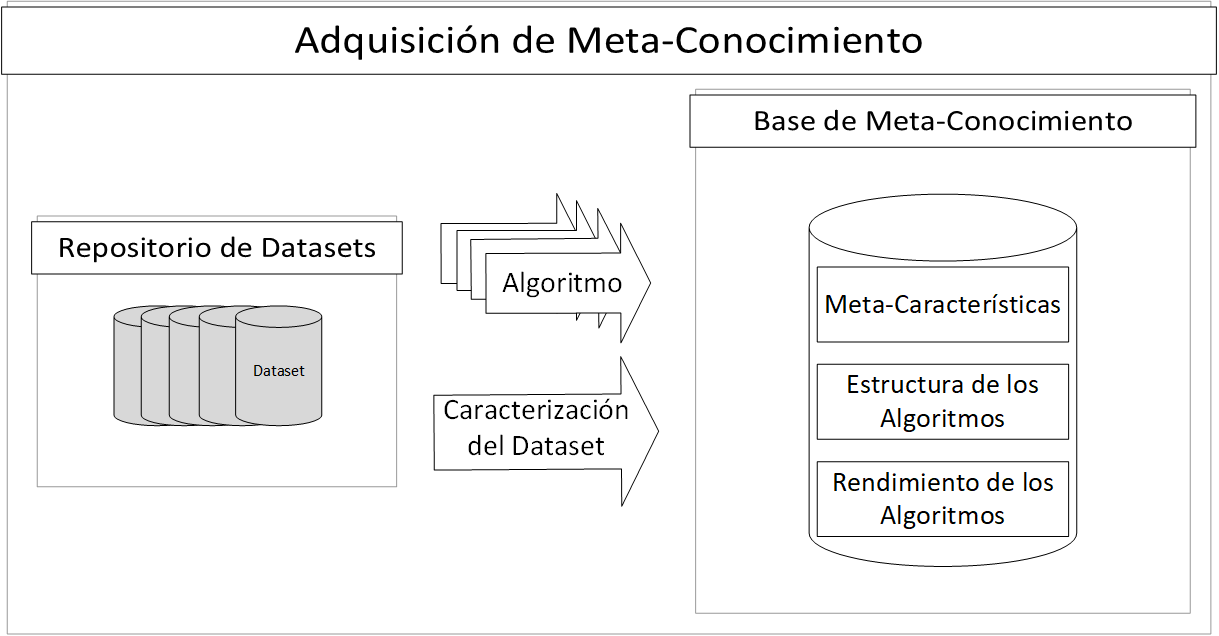 Adquisición de Meta-Conocimiento
Base de Meta-Conocimiento
Repositorio de Datasets
Dataset
Algoritmo
Caracterización
del Dataset
Meta-Características
Estructura de los
Algoritmos
Rendimiento de los
Algoritmos